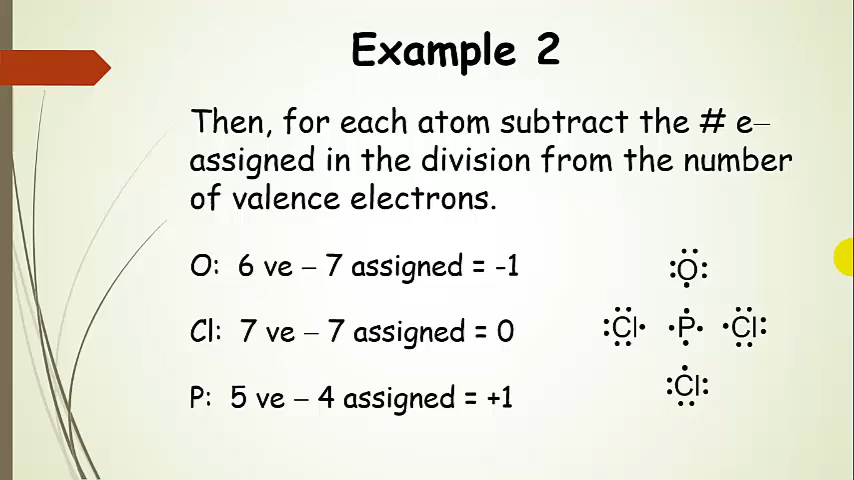 Example 2
Then, for each atom subtract the # e–
assigned in the division from the number
of valence electrons.
O: 6 ve – 7 assigned = -1
Cl: 7 ve – 7 assigned = 0
P: 5 ve – 4 assigned = +1
O
Cl P Cl
Cl